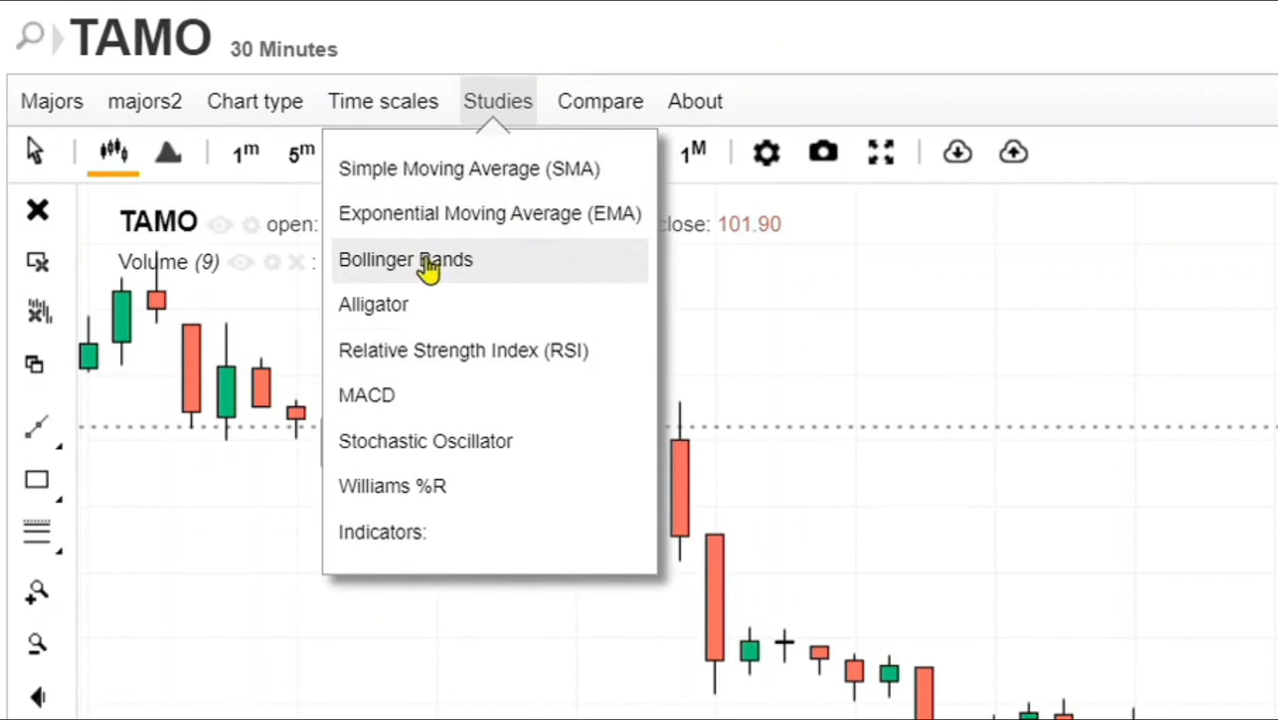 TAMO 30 Minutes
Majors majors2 Chart type Time scales Studies Compare About
1m 5m 1M
TAMO open: close: 101.90
Volume (9) :
Simple Moving Average (SMA)
Exponential Moving Average (EMA)
Bollinger Bands
Alligator
Relative Strength Index (RSI)
MACD
Stochastic Oscillator
Williams %R
Indicators: